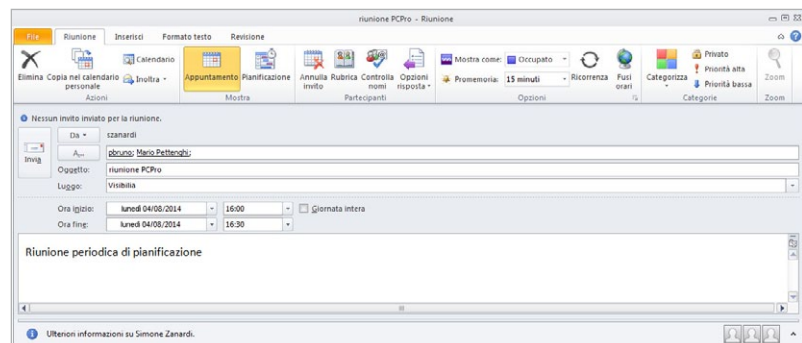 riunione PCPro - Riunione
File Riunione Inserisci Formato testo Revisione
Elimina Copia nel calendario personale Calendario Inoltra
Azioni
Appuntamento Pianificazione
Mostra
Annulla invito Rubrica Controlla nomi Opzioni risposta
Partecipanti
Mostra come: Occupato
Promemoria: 15 minuti
Ricorrenza Fusi orari
Opzioni
Categorizza Privato
Priorità alta
Priorità bassa
Categorie
Zoom
Zoom
Nessun invito inviato per la riunione.
Invia
Da szanardi
A... pbruno; Mario Pettenghi;
Oggetto: riunione PCPro
Luogo: Visibilia
Ora inizio: lunedì 04/08/2014 16:00 Giornata intera
Ora fine: lunedì 04/08/2014 16:30
Riunione periodica di pianificazione
Ulteriori informazioni su Simone Zanardi.